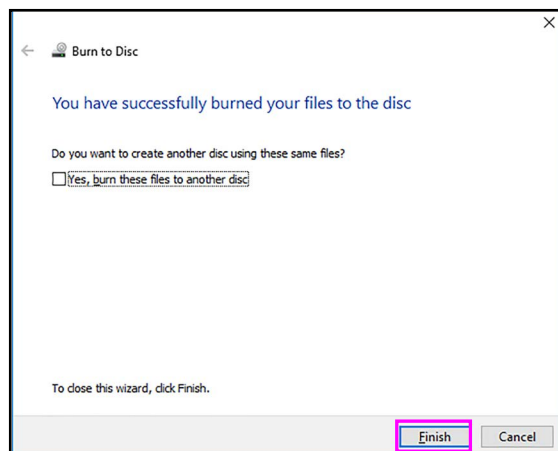 Burn to Disc
You have successfully burned your files to the disc
Do you want to create another disc using these same files?
Yes, burn these files to another disc
To close this wizard, click Finish.
Finish Cancel